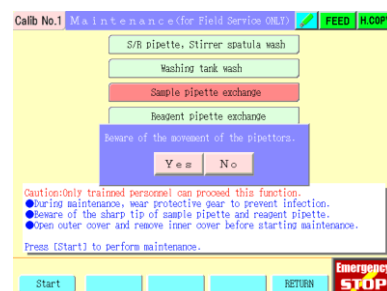 Calib No.1 Maintenance(for Field Service ONLY) FEED H.COPY
S/R pipette, Stirrer spatula wash
Washing tank wash
Sample pipette exchange
Reagent pipette exchange
Beware of the movement of the pipettors.
Yes No
Caution:Only trainned personnel can proceed this function.
●During maintenance, wear protective gear to prevent infection.
●Beware of the sharp tip of sample pipette and reagent pipette.
●Open outer cover and remove inner cover before starting maintenance.
Press [Start] to perform maintenance.
Start RETURN Emergency STOP